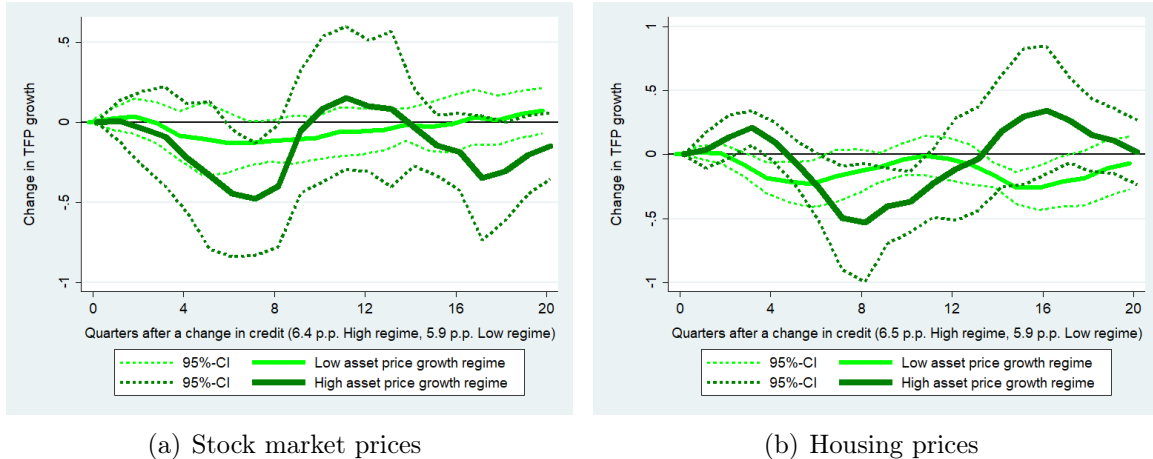 Change in TFP growth
.5
0
-.5
-1
0 4 8 12 16 20
Quarters after a change in credit (6.4 p.p. High regime, 5.9 p.p. Low regime)
95%-CI Low asset price growth regime
95%-CI High asset price growth regime
(a) Stock market prices
Change in TFP growth
1
.5
0
-.5
-1
0 4 8 12 16 20
Quarters after a change in credit (6.5 p.p. High regime, 5.9 p.p. Low regime)
95%-CI Low asset price growth regime
95%-CI High asset price growth regime
(b) Housing prices